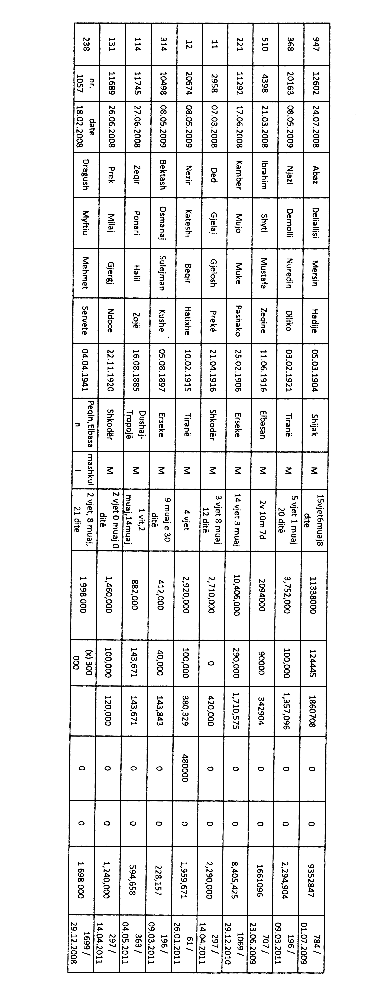 947 12602 24.07.2008 Abaz Deliallisi Mersin Hadije 05.03.1904 Shijak M 15vjet6muaj8 dite 11338000 124445 1860708 0 0 9352847 784 / 01.07.2009
368 20163 08.05.2009 Njazi Demolli Nuredin Diliko 03.02.1921 Tiranë M 5 vjet 1 muaj 20 ditë 3,752,000 100,000 1,357,096 0 0 2,294,904 196 / 09.03.2011
510 4398 21.03.2008 Ibrahim Shyti Mustafa Zeqine 11.06.1916 Elbasan M 2v 10m 7d 2094000 90000 342904 0 0 1661096 707 / 23.06.2009
221 11292 17.06.2008 Kamber Mujo Muke Pashako 25.02.1906 Erseke M 14 vjet 3 muaj 10,406,000 290,000 1,710,575 0 0 8,405,425 1069 / 29.12.2010
11 2958 07.03.2008 Ded Gjelaj Gjelosh Prekë 21.04.1916 Shkodër M 3 vjet 8 muaj 12 ditë 2,710,000 0 420,000 0 0 2,290,000 297 / 14.04.2011
12 20674 08.05.2009 Nezir Kateshi Beqir Hatixhe 10.02.1915 Tiranë M 4 vjet 2,920,000 100,000 380,329 480000 0 1,959,671 61 / 26.01.2011
314 10498 08.05.2009 Bektash Osmanaj Sulejman Kushe 05.08.1897 Erseke M 9 muaj e 30 ditë 412,000 40,000 143,843 0 0 228,157 196 / 09.03.2011
114 11745 27.06.2008 Zeqir Ponari Halil Zojë 16.08.1885 Dushaj-Tropojë M 1 vit,2 muaj,14muaj 882,000 143,671 143,671 0 0 594,658 363 / 04.05.2011
131 11689 26.06.2008 Prek Milaj Gjergj Ndoce 22.11.1920 Shkodër M 2 vjet 0 muaj 0 ditë 1,460,000 100,000 120,000 0 0 1,240,000 297 / 14.04.2011
238 nr. 1057 date 18.02.2008 Dragush Myftiu Mehmet Servete 04.04.1941 Peqin,Elbasan mashkull 2 vjet, 8 muaj, 21 dite 1 998 000 (x) 300 000 0 0 1 698 000 1699 / 29.12.2008